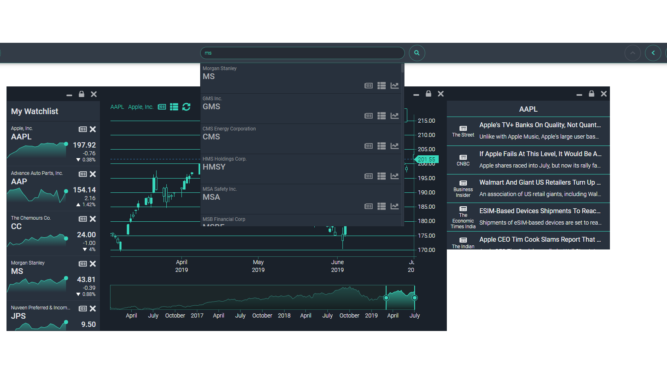 ms
Morgan Stanley
MS
GMS Inc.
GMS
CMS Energy Corporation
CMS
HMS Holdings Corp.
HMSY
MSA Safety Inc.
MSA
MSB Financial Corp
My Watchlist
Apple, Inc.
AAPL
197.92
-0.76
▼ 0.38%
Advance Auto Parts, Inc.
AAP
154.14
2.16
▲ 1.42%
The Chemours Co.
CC
24.00
-1.00
▼ 4%
Morgan Stanley
MS
43.81
-0.39
▼ 0.88%
Nuveen Preferred & Incom...
JPS
9.50
AAPL Apple, Inc
215.00
210.00
205.00
201.55
195.00
190.00
185.00
180.00
175.00
170.00
April
2019
May
2019
June
2019
April July October 2017 April July October 2018 April July October 2019 April July
AAPL
The Street
Apple's TV+ Banks On Quality, Not Quant...
Unlike with Apple Music, Apple's large user bas...
CNBC
If Apple Fails At This Level, It Would Be A...
Apple shares raced into July, but now its rally fa...
Business Insider
Walmart And Giant US Retailers Turn Up ...
An association of US retail giants, including Wal...
The Economic Times India
ESIM-Based Devices Shipments To Reac...
Shipments of eSIM-based devices are set to rea...
The Indian
Apple CEO Tim Cook Slams Report That ...